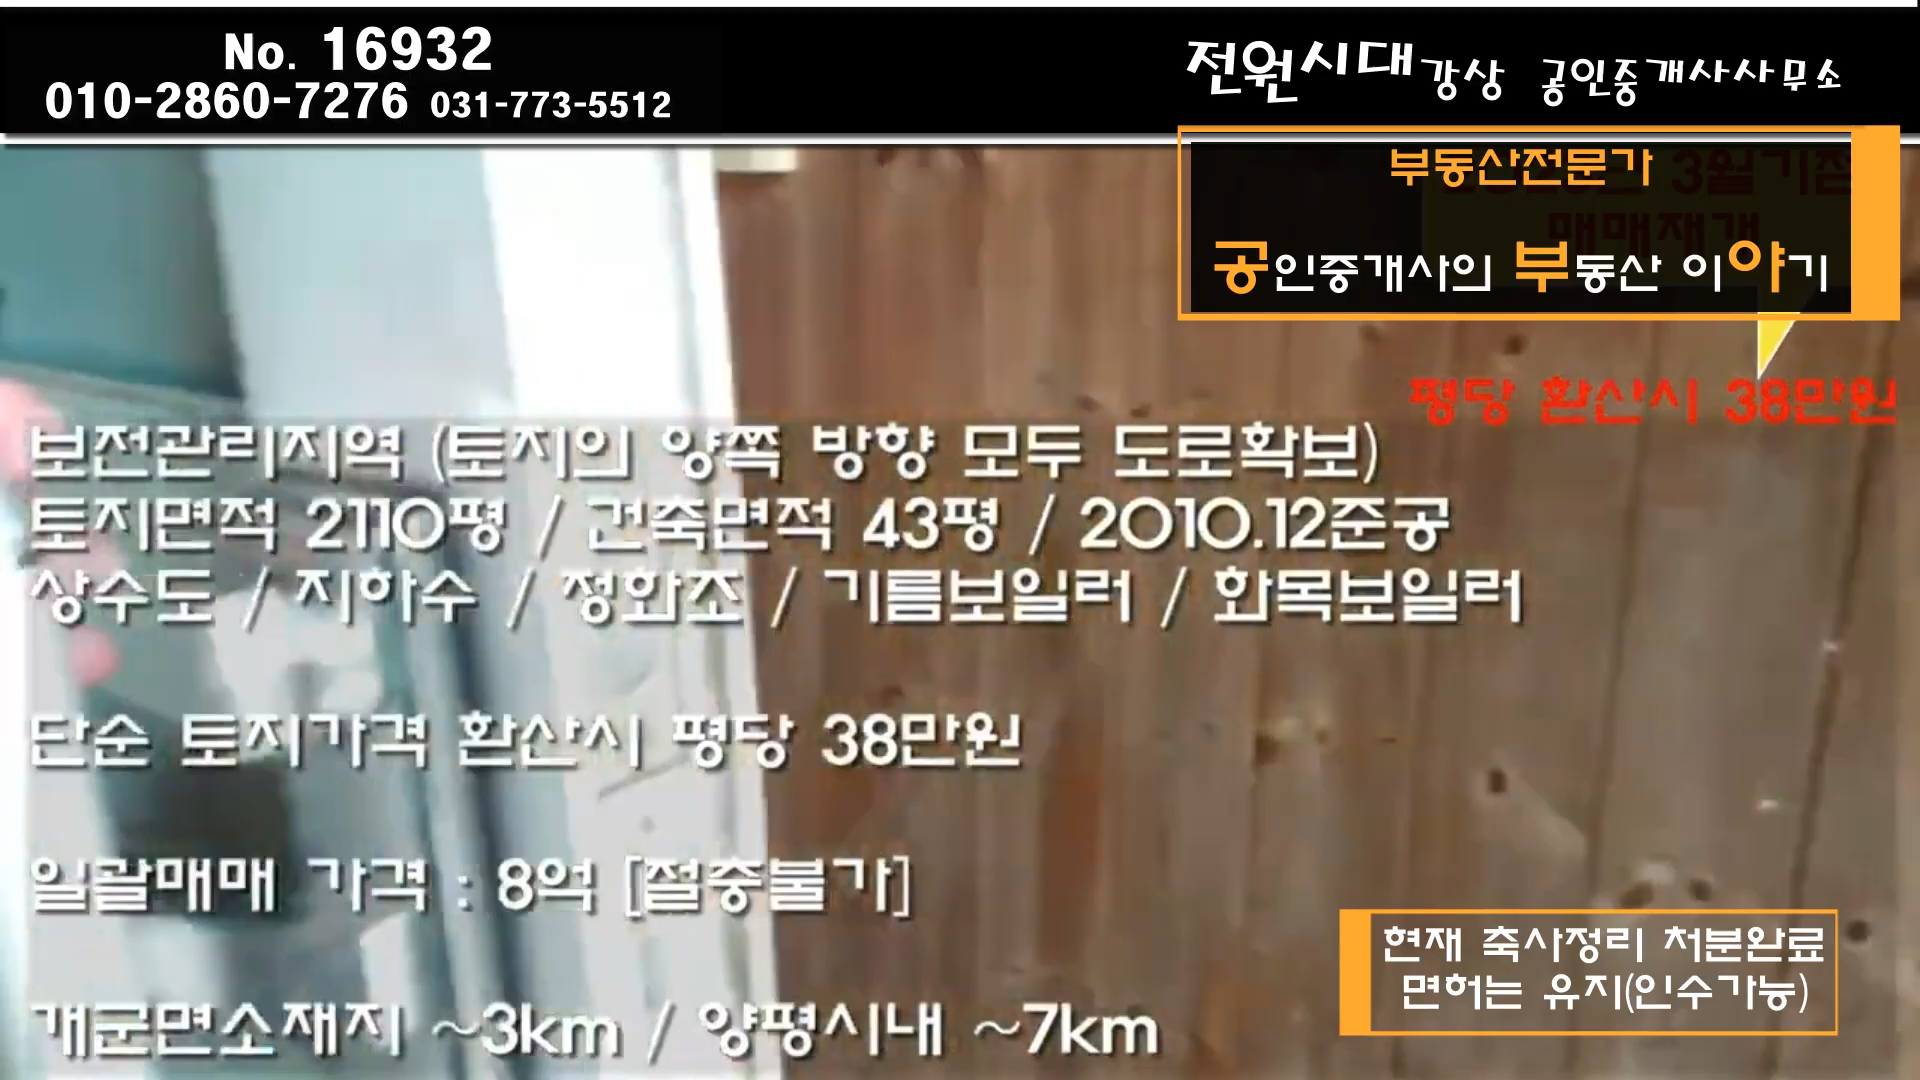 No. 16932
010-2860-7276 031-773-5512
전원시대강상 공인중개사사무소
부동산전문가
3월기점
매매재개
공인중개사의 부동산 이야기
평당 환산시 38만원
보전관리지역 (토지의 양쪽 방향 모두 도로확보)
토지면적 2110평 / 건축면적 43평 / 2010.12준공
상수도 / 지하수 / 정화조 / 기름보일러 / 화목보일러
단순 토지가격 환산시 평당 38만원
일괄매매 가격 : 8억 [절충불가]
개군면소재지 ~3km / 양평시내 ~7km
현재 축사정리 처분완료
면허는 유지(인수가능)